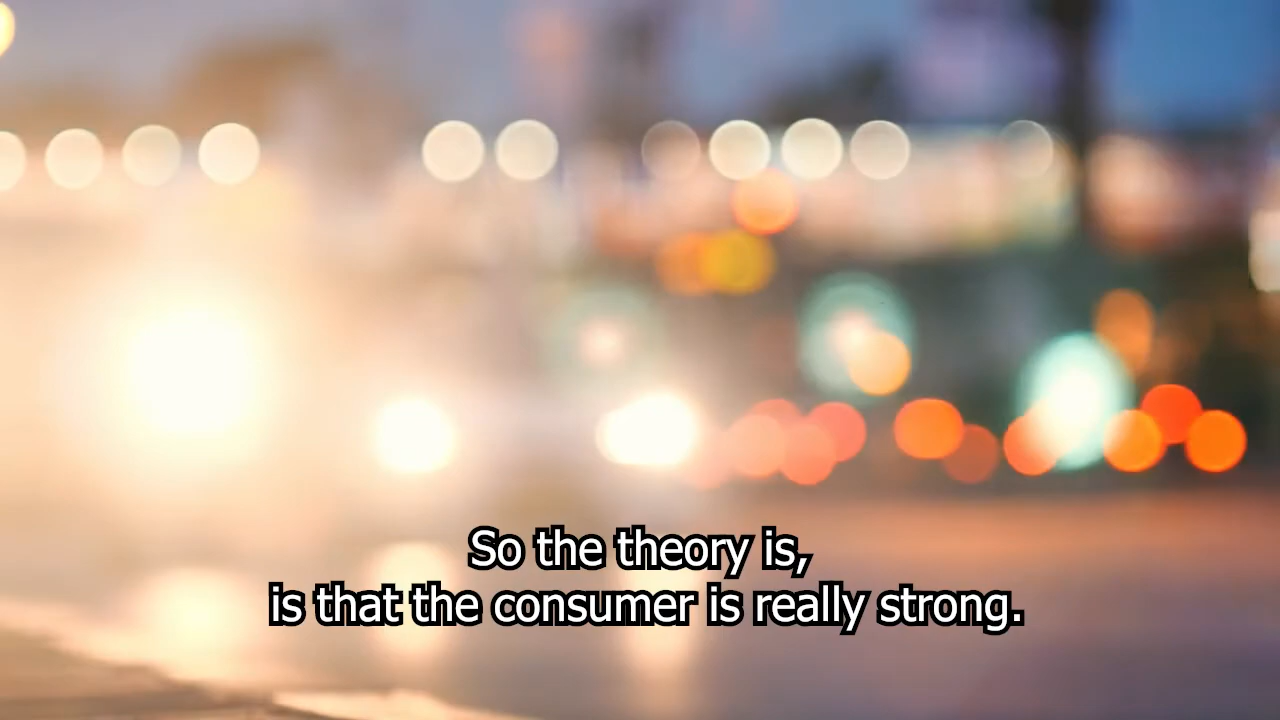 So the theory is,
is that the consumer is really strong.